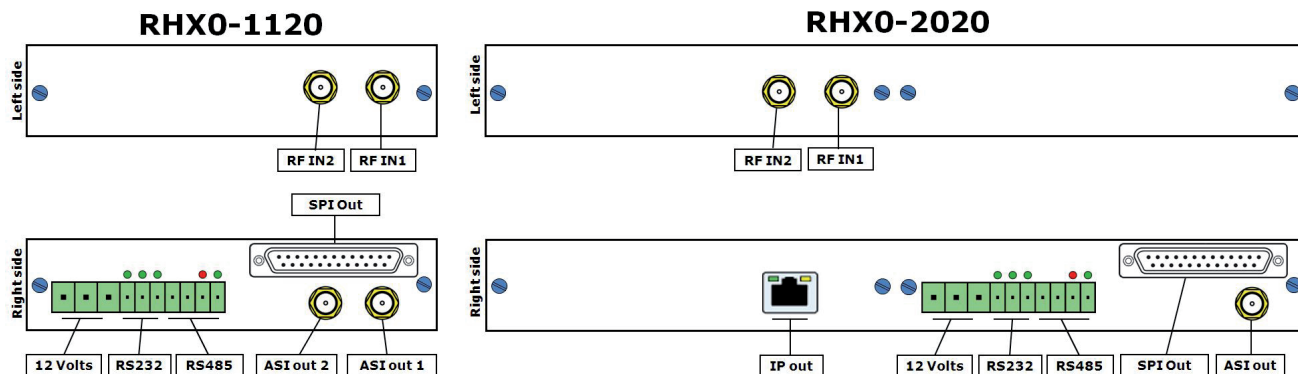 RHX0-1120
Left side
RF IN2
RF IN1
SPI Out
Right side
12 Volts
RS232
RS485
ASI out 2
ASI out 1
RHX0-2020
Left side
RF IN2
RF IN1
Right side
IP out
12 Volts
RS232
RS485
SPI Out
ASI out